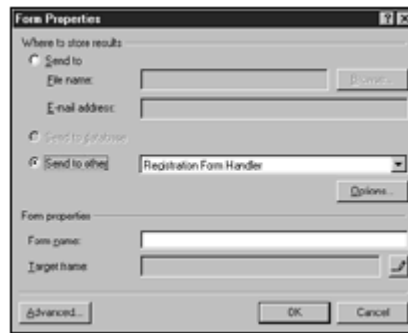 Form Properties
Where to store results
Send to
File name:
Browse...
E-mail address:
Send to database
Send to other
Registration Form Handler
Options...
Form properties
Form name:
Target frame:
Advanced...
OK
Cancel